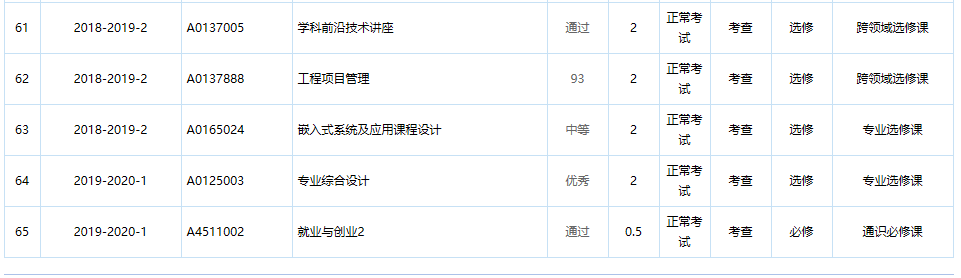 61 2018-2019-2 A0137005 学科前沿技术讲座 通过 2 正常考试 考查 选修 跨领域选修课
62 2018-2019-2 A0137888 工程项目管理 93 2 正常考试 考查 选修 跨领域选修课
63 2018-2019-2 A0165024 嵌入式系统及应用课程设计 中等 2 正常考试 考查 选修 专业选修课
64 2019-2020-1 A0125003 专业综合设计 优秀 2 正常考试 考查 选修 专业选修课
65 2019-2020-1 A4511002 就业与创业2 通过 0.5 正常考试 考查 必修 通识必修课